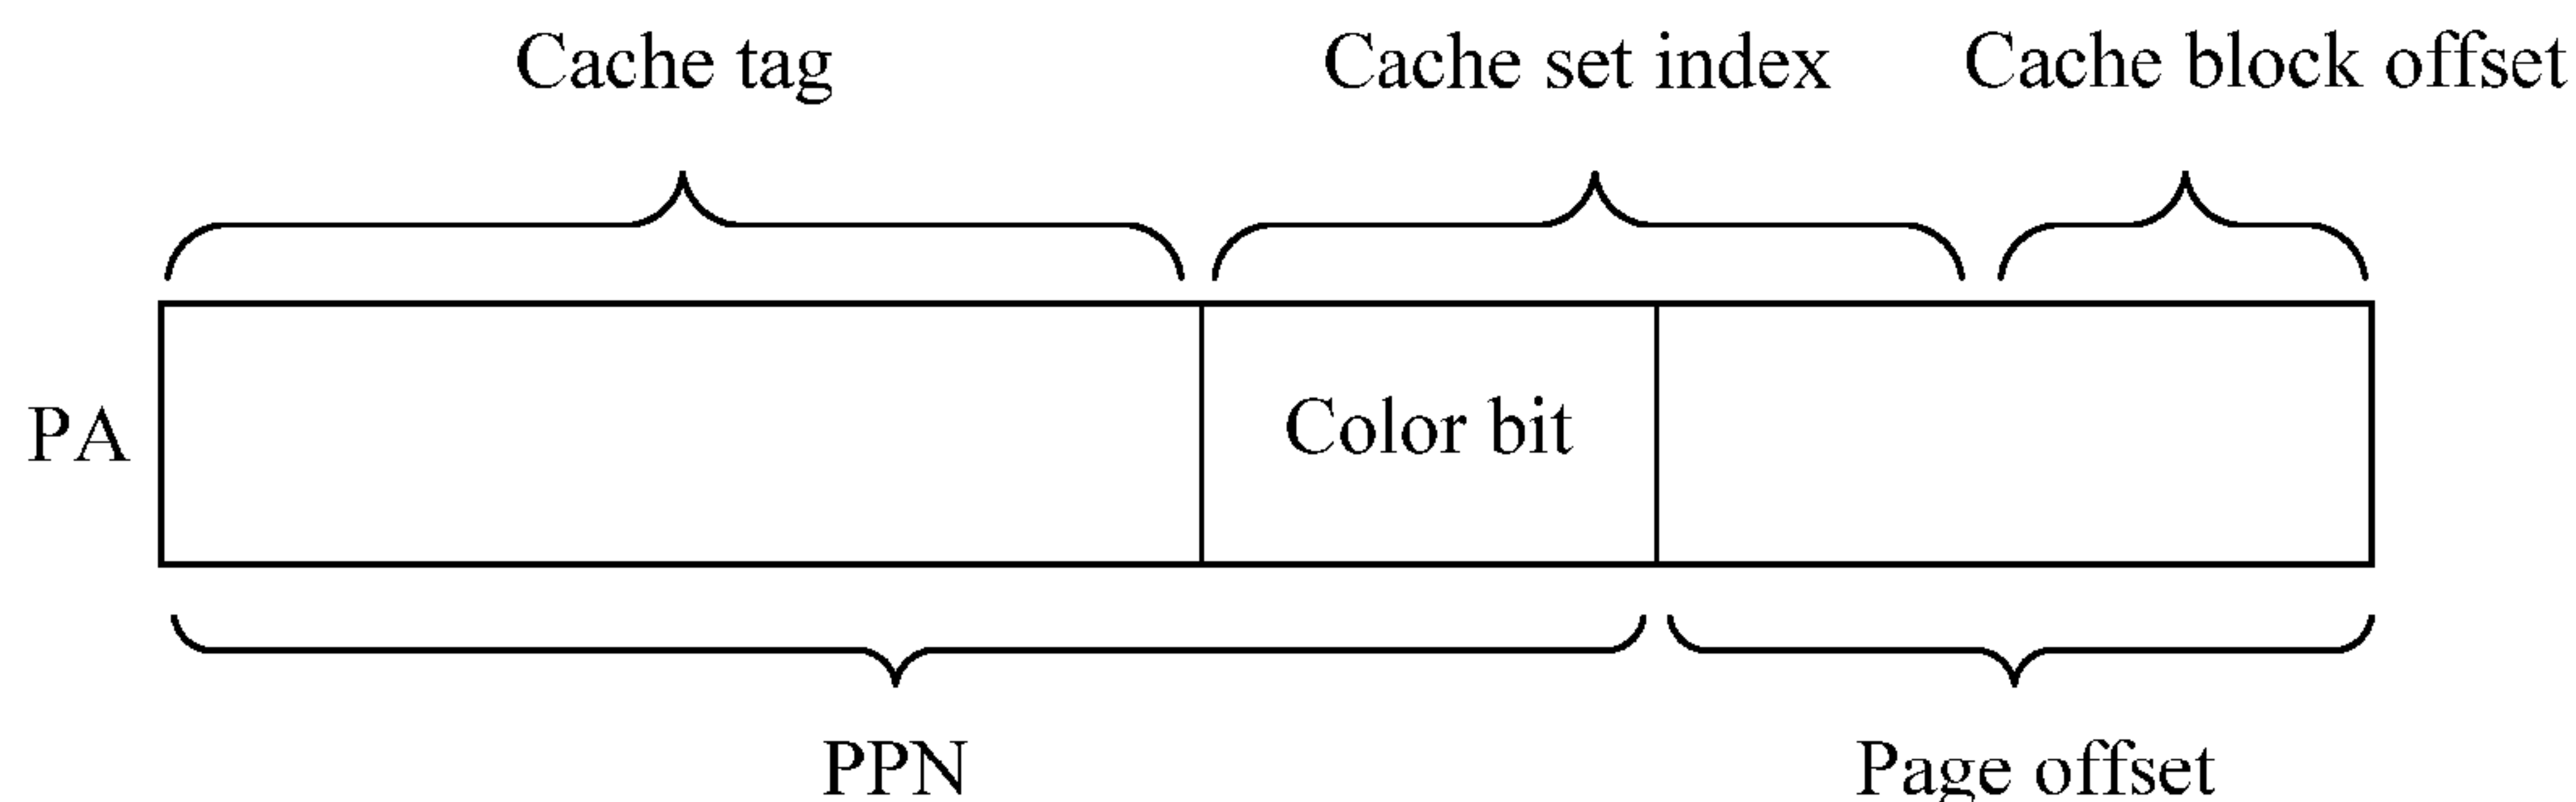 Cache tag
Cache set index
Cache block offset
PA
Color bit
PPN
Page offset